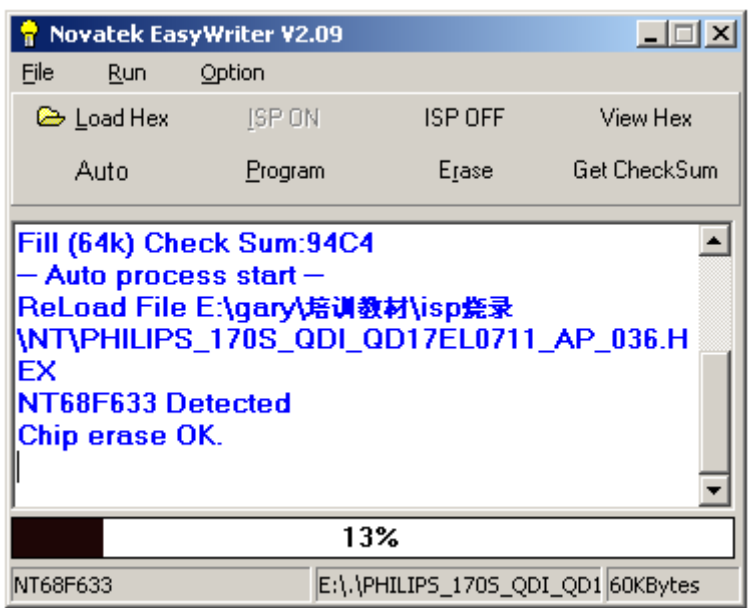 Novatek EasyWriter V2.09
File Run Option
Load Hex ISP ON ISP OFF View Hex
Auto Program Erase Get CheckSum
Fill (64k) Check Sum:94C4
— Auto process start —
ReLoad File E:\gary\培训教材\isp烧录
\NT\PHILIPS_170S_QDI_QD17EL0711_AP_036.H
EX
NT68F633 Detected
Chip erase OK.
13%
NT68F633 E:\.\PHILIPS_170S_QDI_QD1 60KBytes